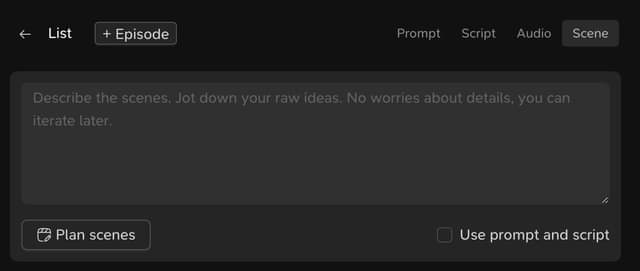 ← List + Episode Prompt Script Audio Scene
Describe the scenes. Jot down your raw ideas. No worries about details, you can
iterate later.
Plan scenes Use prompt and script